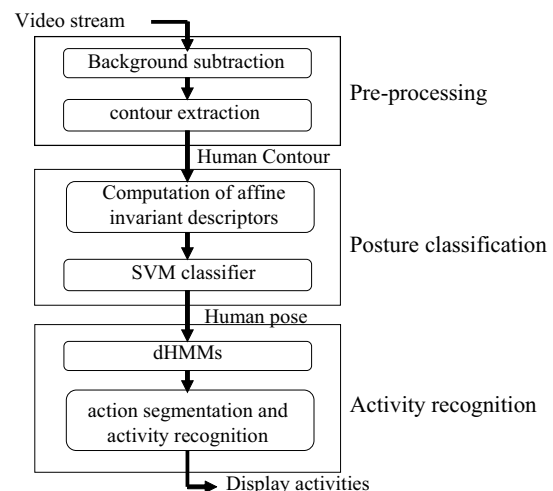 Video stream
Background subtraction
contour extraction
Pre-processing
Human Contour
Computation of affine
invariant descriptors
Posture classification
SVM classifier
Human pose
dHMMs
action segmentation and
activity recognition
Activity recognition
Display activities